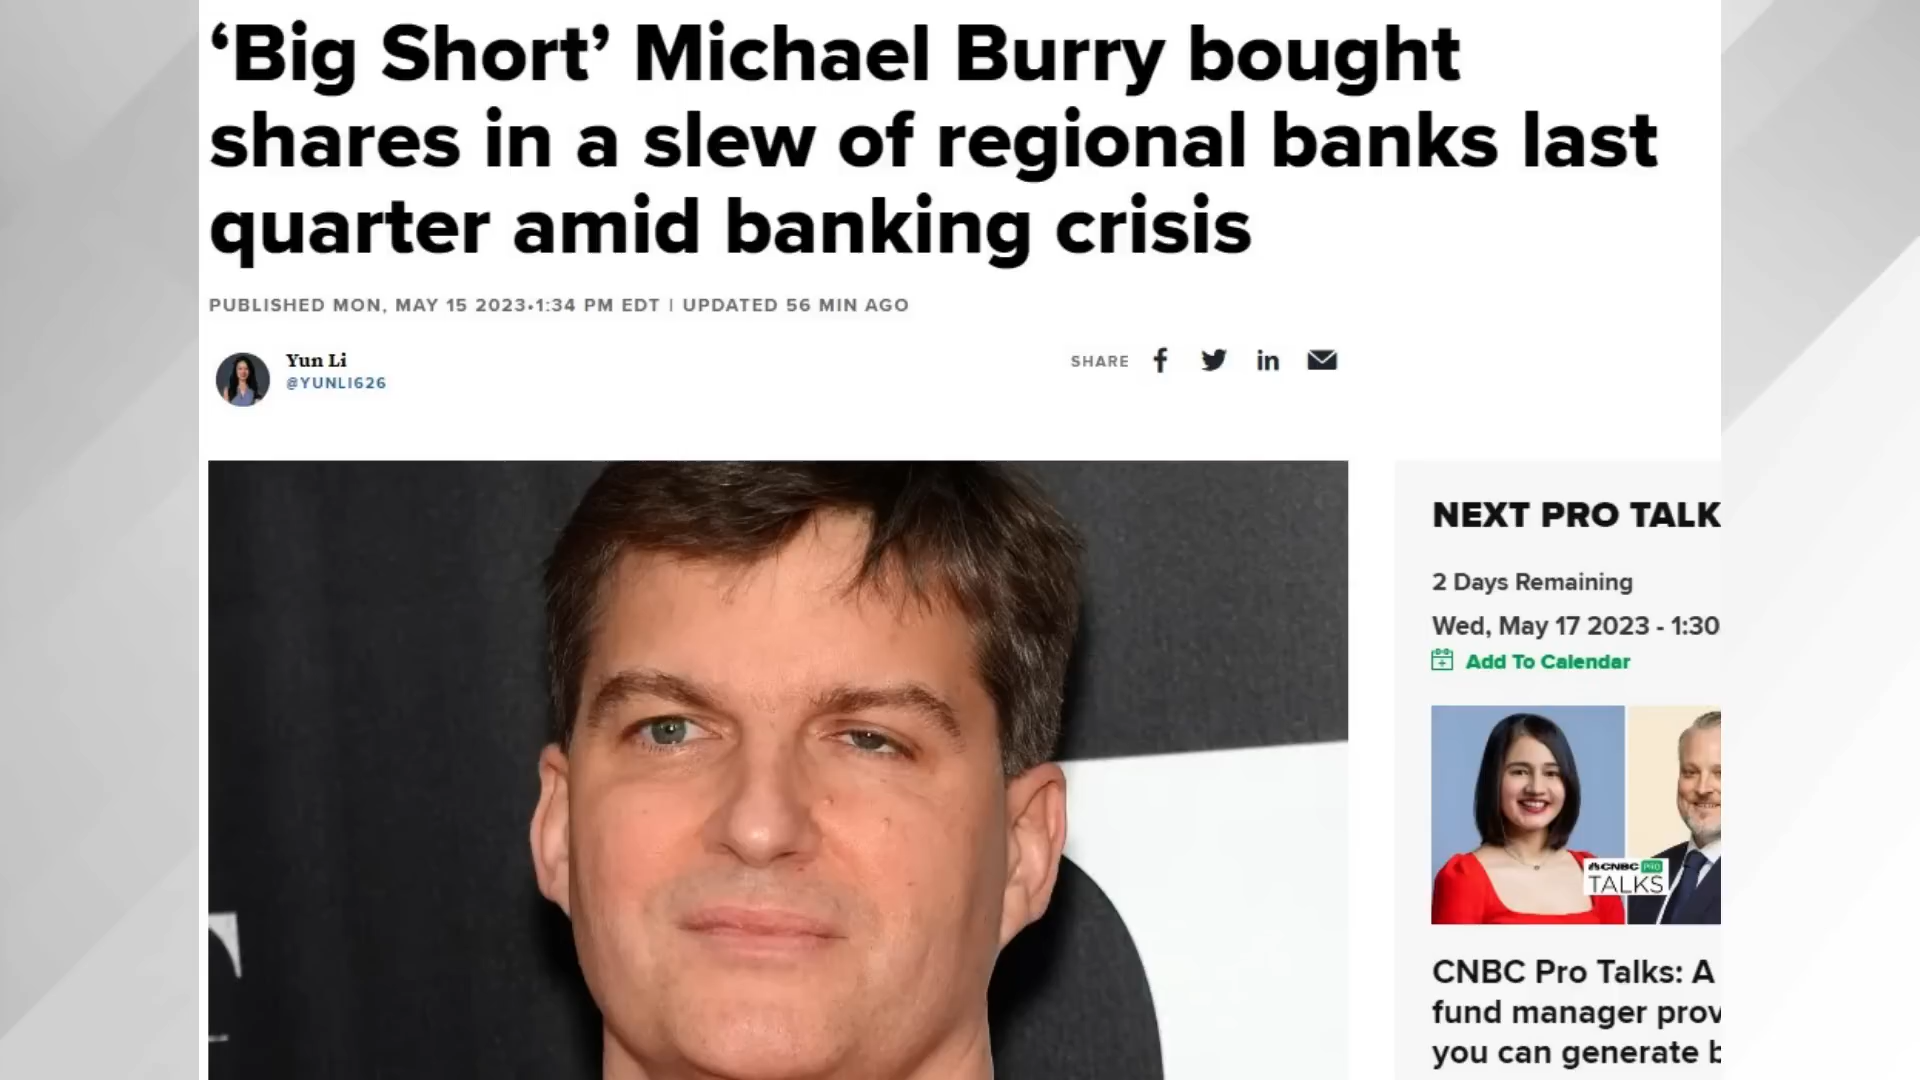 ‘Big Short’ Michael Burry bought
shares in a slew of regional banks last
quarter amid banking crisis
PUBLISHED MON, MAY 15 2023•1:34 PM EDT | UPDATED 56 MIN AGO
Yun Li
@YUNLI626
SHARE
NEXT PRO TALK
2 Days Remaining
Wed, May 17 2023 - 1:30
Add To Calendar
CNBC PRO
TALKS
CNBC Pro Talks: A
fund manager prov
you can generate b